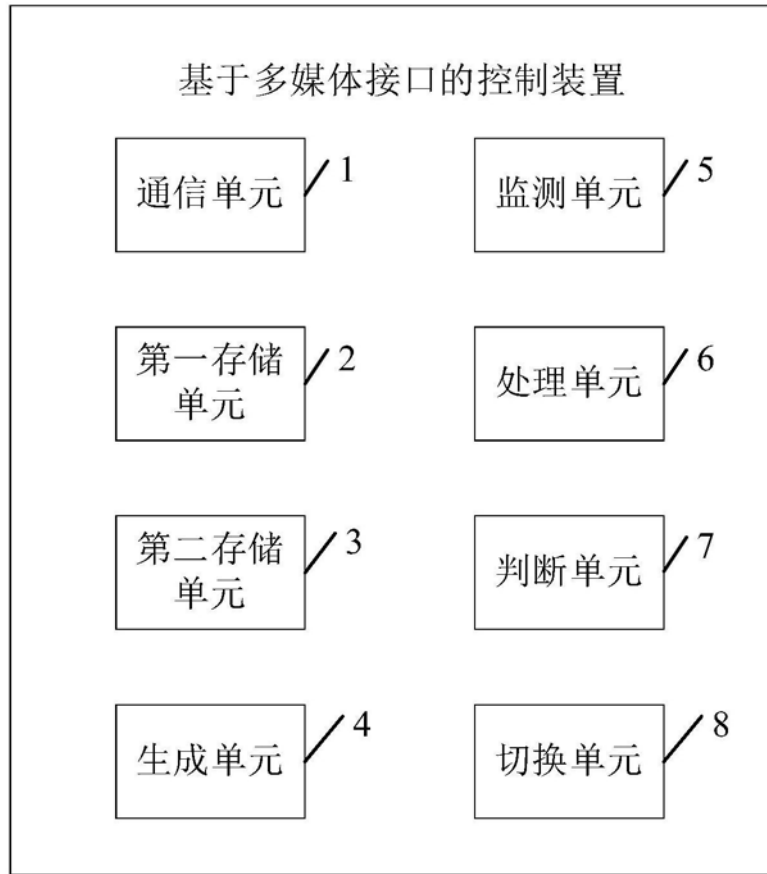 基于多媒体接口的控制装置
通信单元
1
监测单元
5
第一存储
单元
2
处理单元
6
第二存储
单元
3
判断单元
7
生成单元
4
切换单元
8